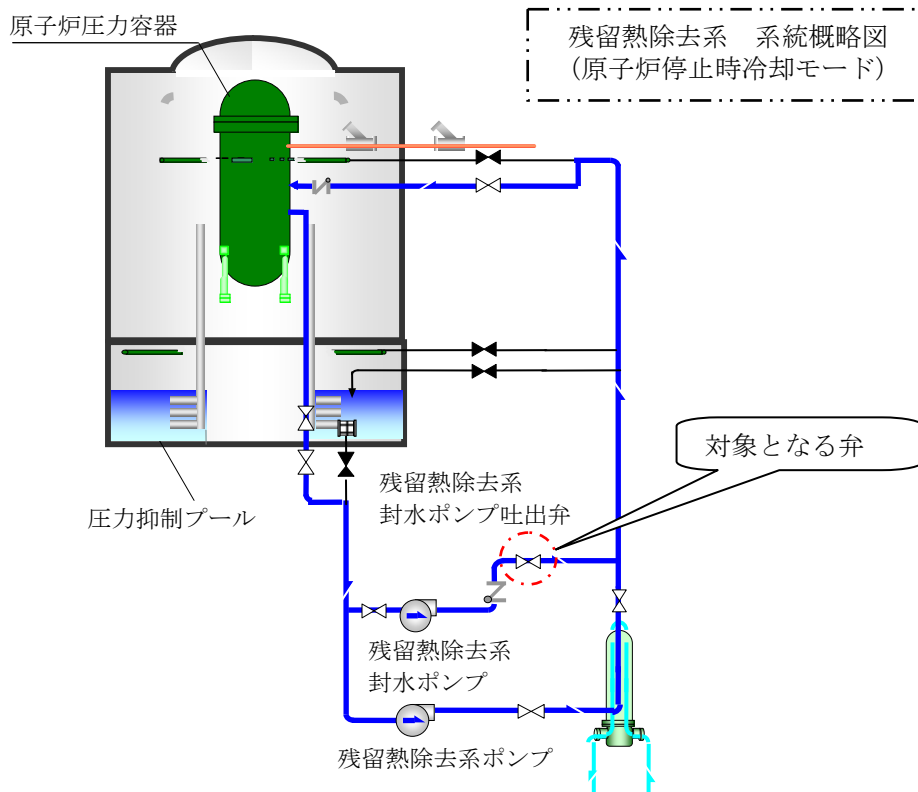 原子炉圧力容器
残留熱除去系　系統概略図
（原子炉停止時冷却モード）
対象となる弁
残留熱除去系
封水ポンプ吐出弁
圧力抑制プール
残留熱除去系
封水ポンプ
残留熱除去系ポンプ